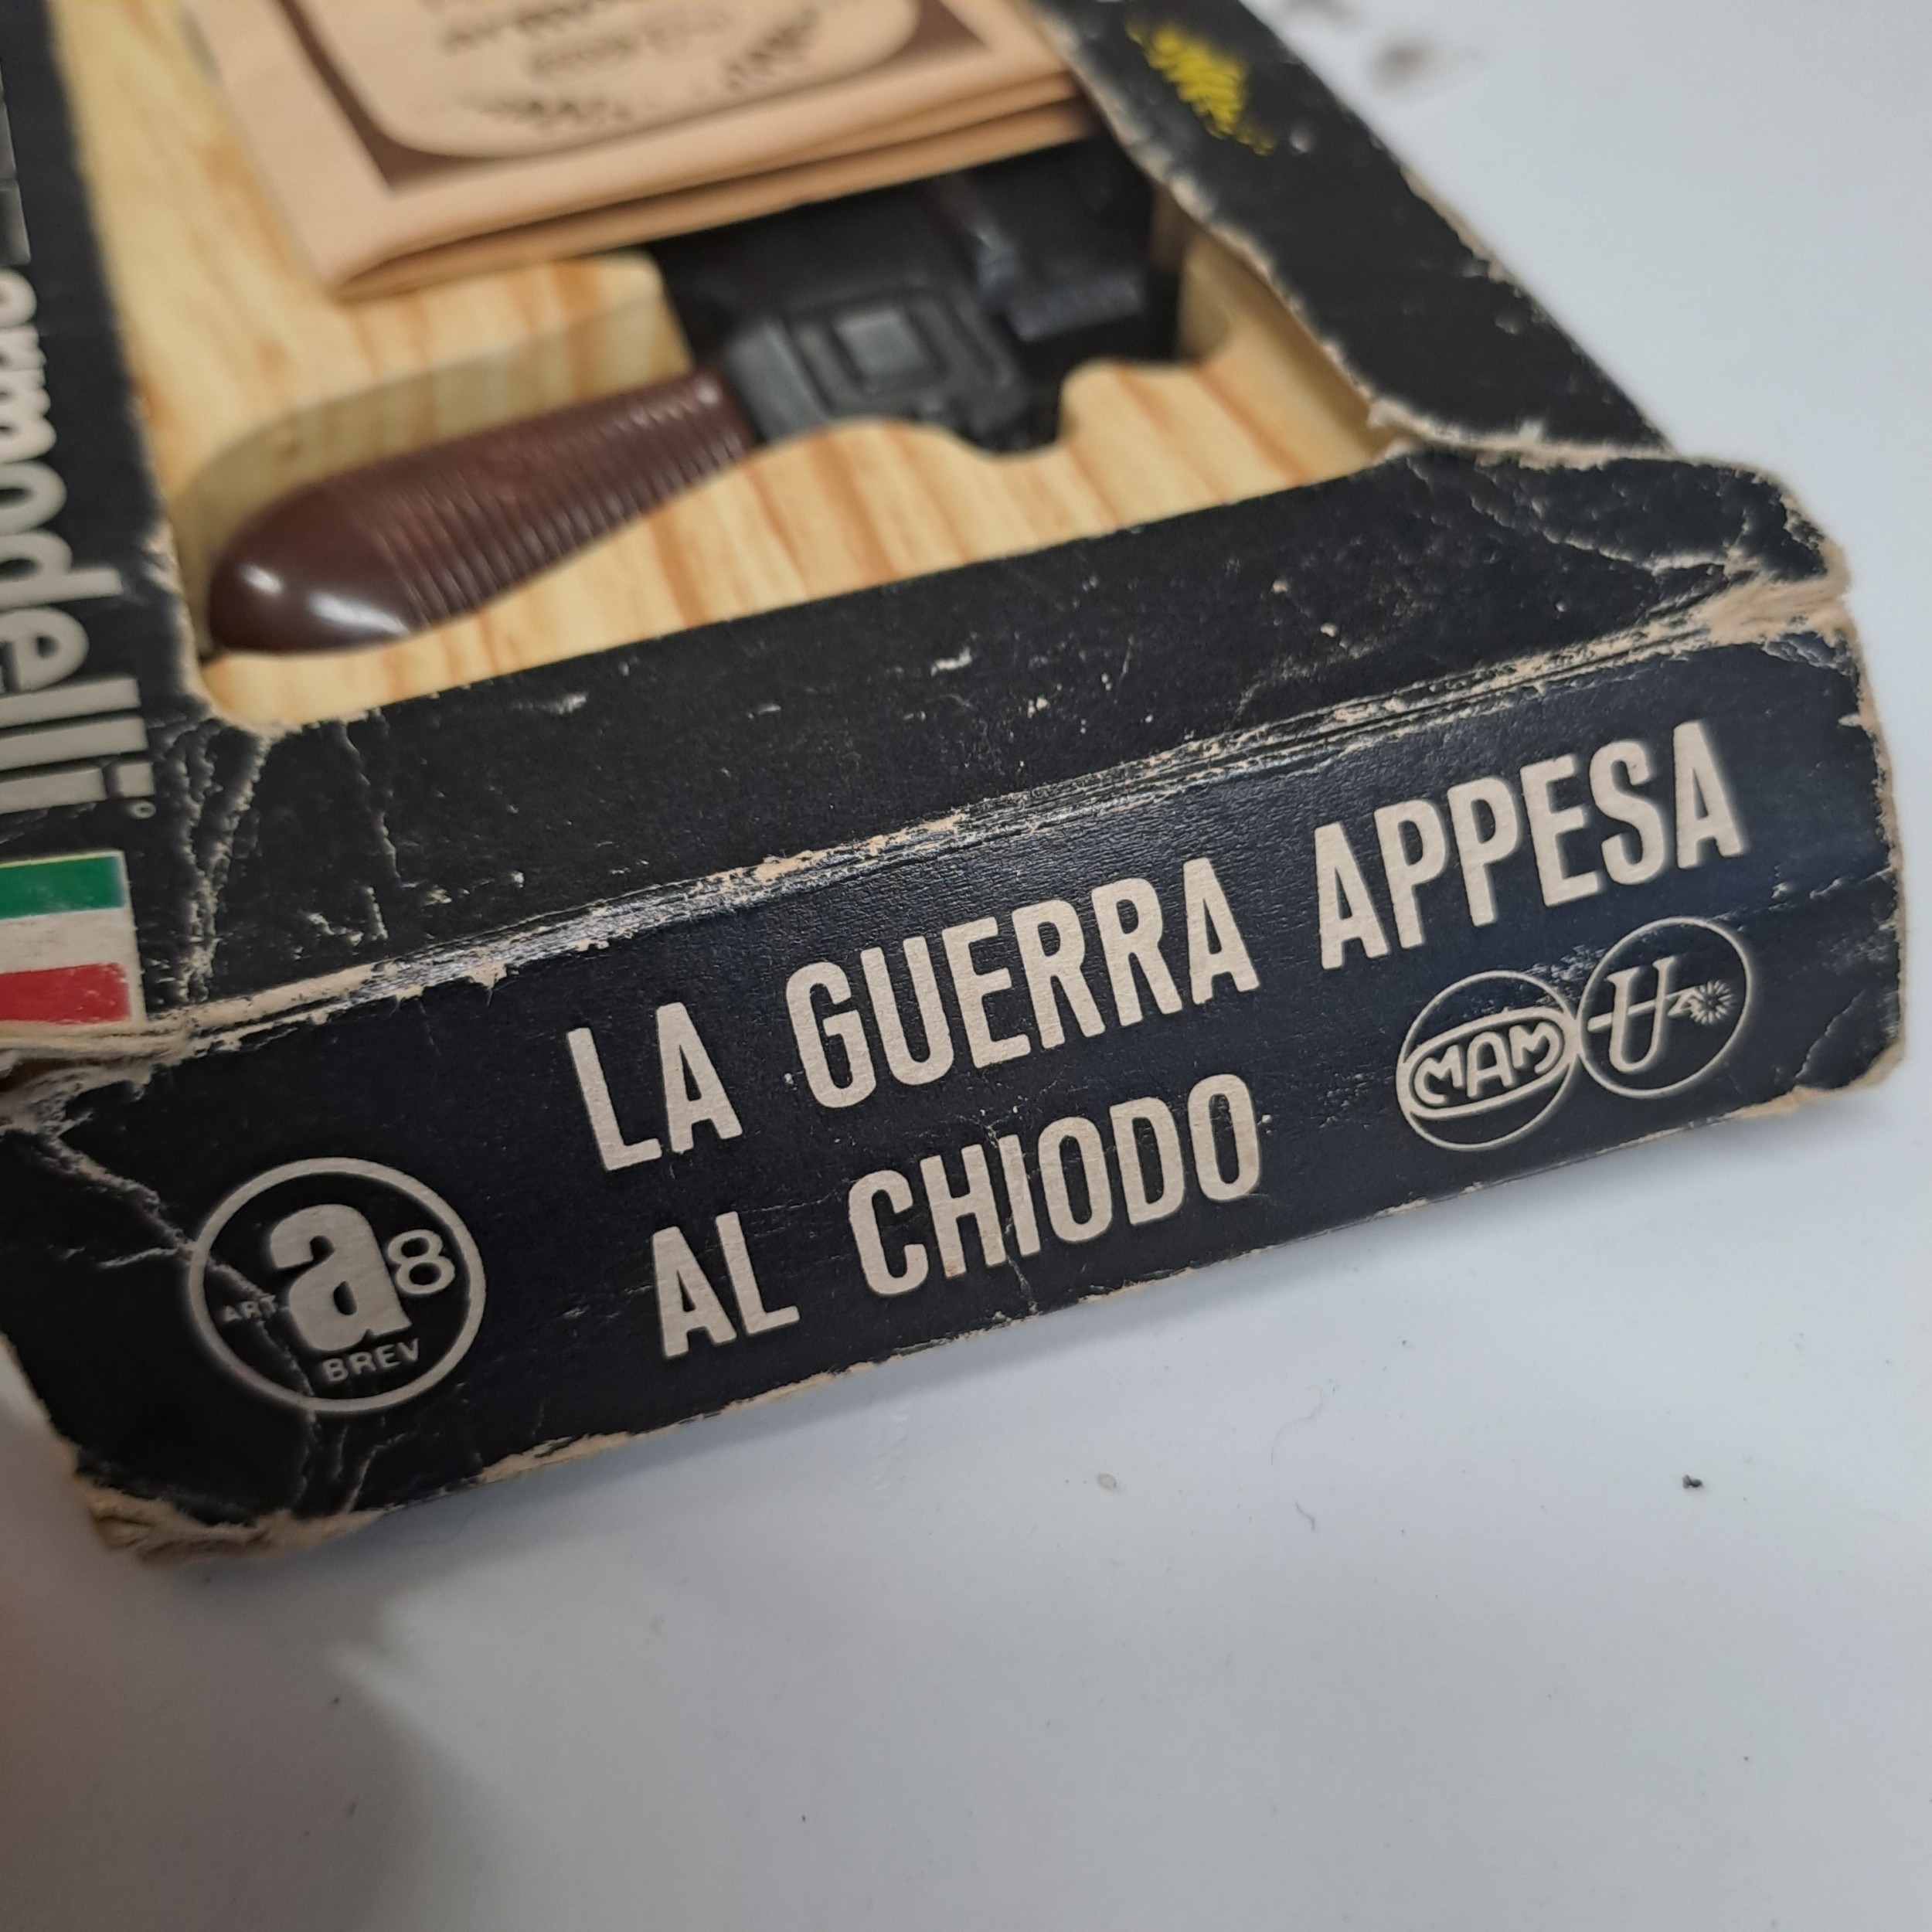 armodelli
LA GUERRA APPESA
AL CHIODO
MAM
U
ART. a8
BREV